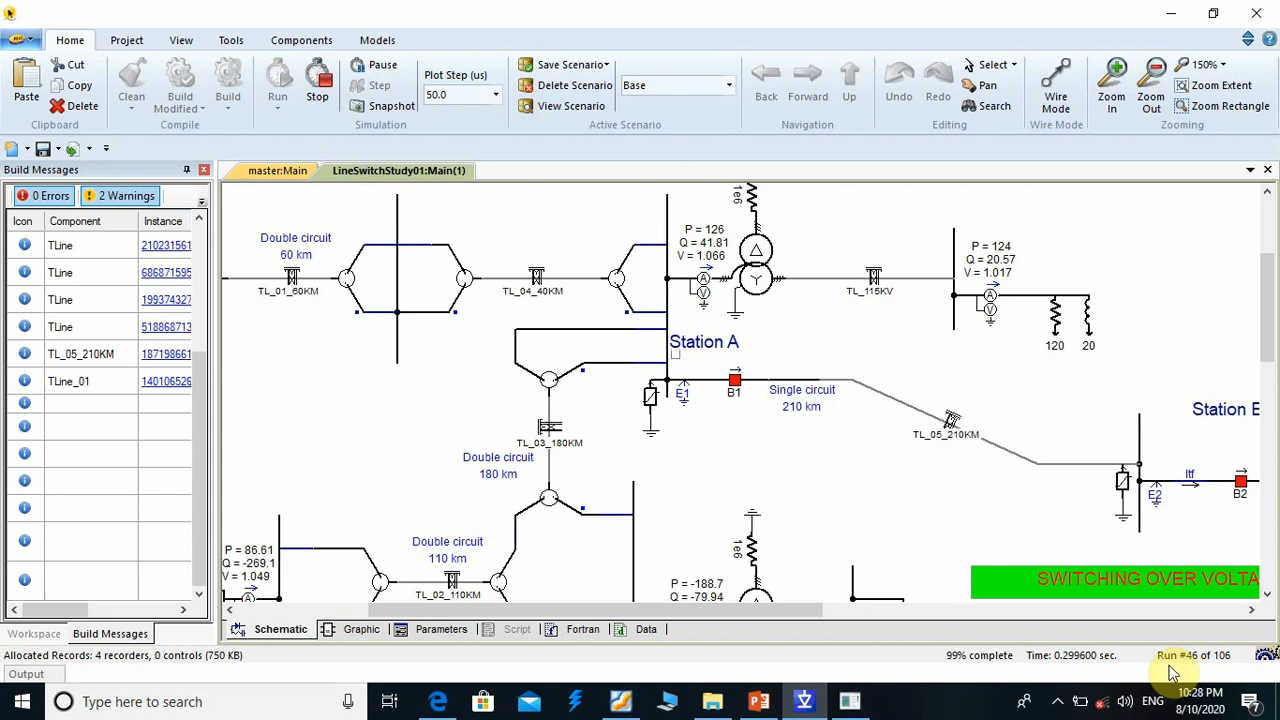 Home
Project
View
Tools
Components
Models
Paste
Cut
Copy
Delete
Clipboard
Clean
Build Modified
Build
Compile
Run
Stop
Pause
Step
Snapshot
Plot Step (us)
50.0
Simulation
Save Scenario
Delete Scenario
View Scenario
Base
Active Scenario
Back
Forward
Up
Navigation
Undo
Redo
Select
Pan
Search
Editing
Wire
Mode
Wire Mode
Zoom
In
Zoom
Out
150%
Zoom Extent
Zoom Rectangle
Zooming
Build Messages
master:Main
LineSwitchStudy01:Main(1)
0 Errors
2 Warnings
Icon
Component
Instance
TLine
210231561
TLine
686871595
TLine
199374327
TLine
518868713
TL_05_210KM
187198661
TLine_01
140106526
Double circuit
60 km
TL_01_60KM
TL_04_40KM
1e6
P = 126
Q = 41.81
V = 1.066
A
V
TL_115KV
P = 124
Q = 20.57
V = 1.017
A
V
120
20
Station A
E1
B1
Single circuit
210 km
TL_05_210KM
Station
E2
Itf
B2
TL_03_180KM
Double circuit
180 km
Double circuit
110 km
TL_02_110KM
P = 86.61
Q = -269.1
V = 1.049
A
1e6
P = -188.7
Q = -79.94
SWITCHING OVER VOLTA
Schematic
Graphic
Parameters
Script
Fortran
Data
Workspace
Build Messages
Allocated Records: 4 recorders, 0 controls (750 KB)
99% complete
Time: 0.299600 sec.
Run #46 of 106
Output
Type here to search
ENG
10:28 PM
8/10/2020
7